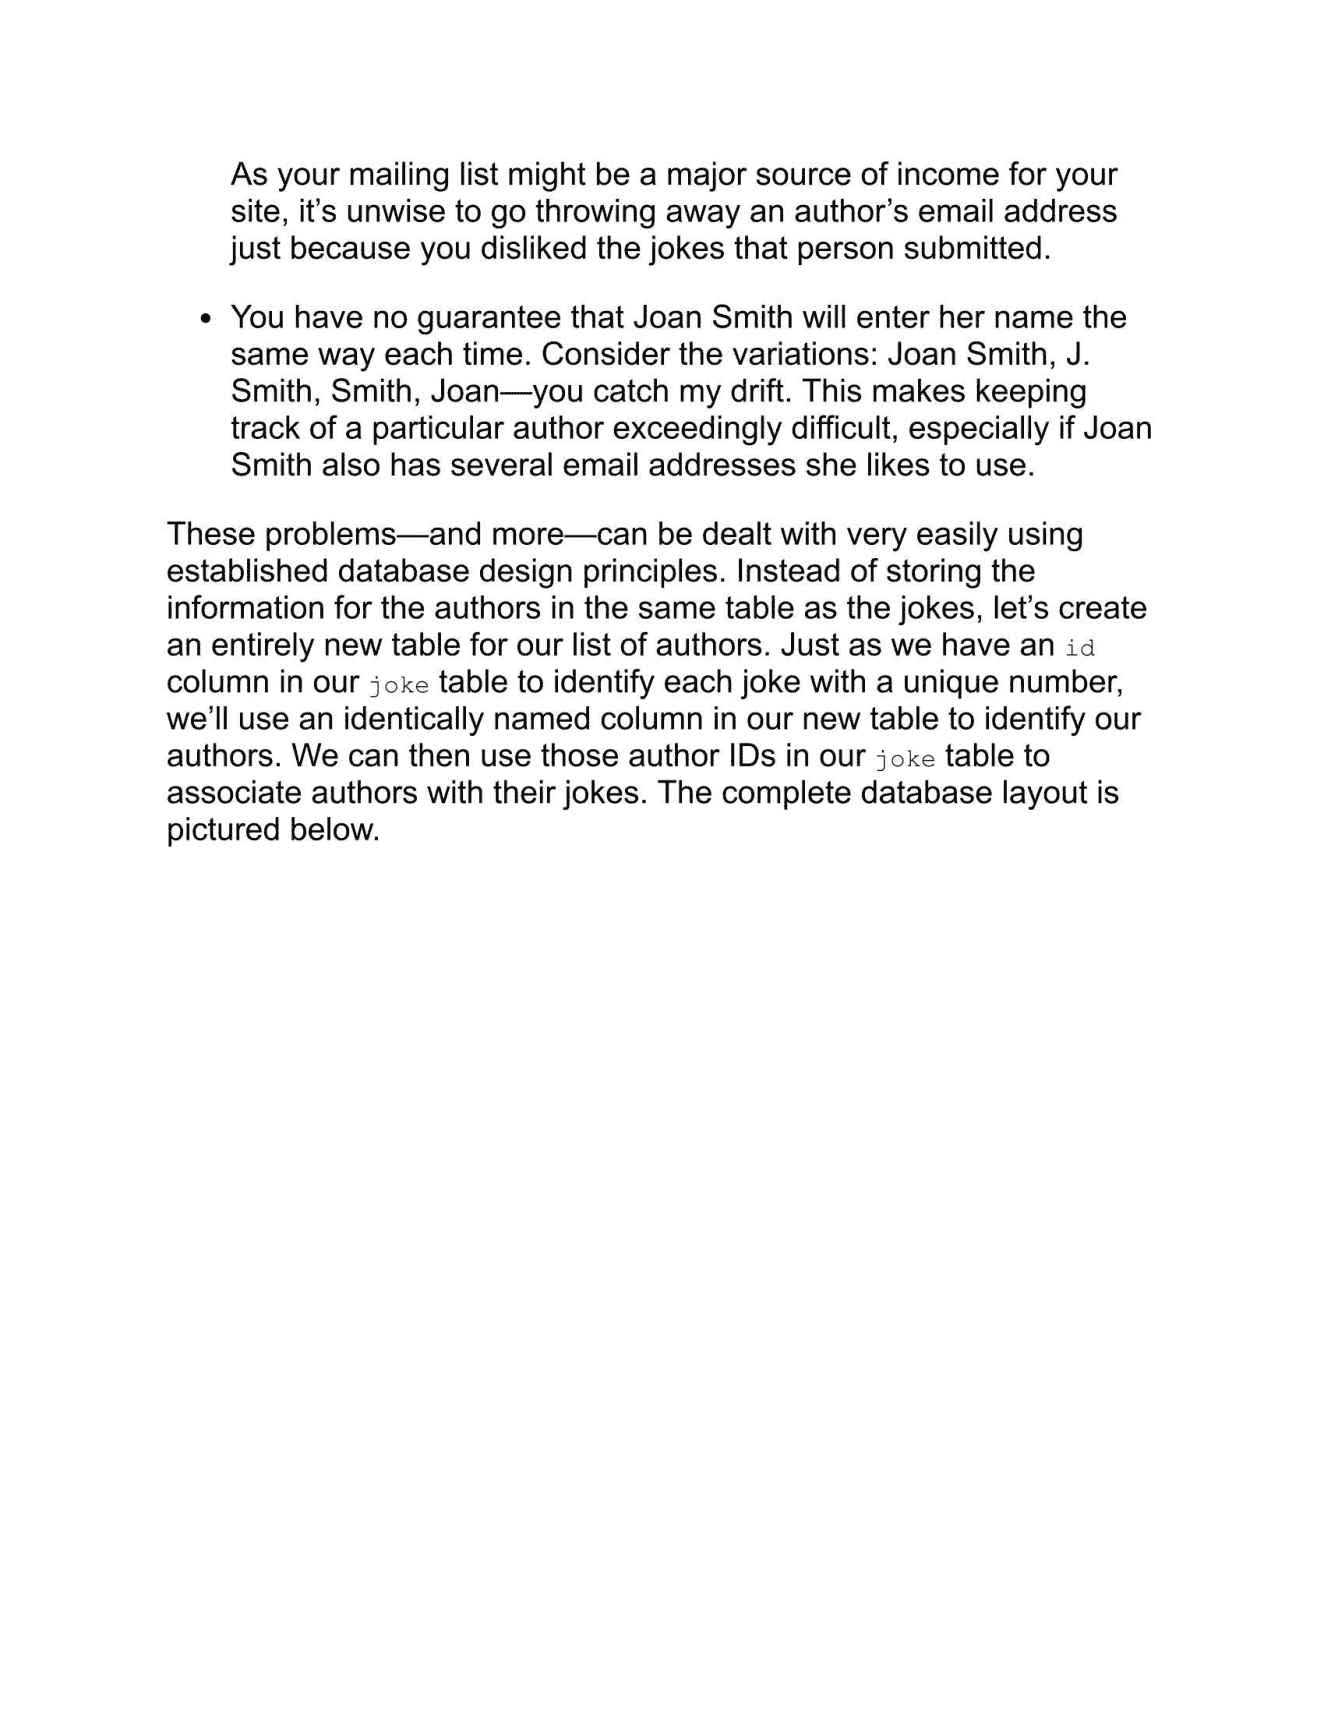 As your mailing list might be a major source of income for your
site, it’s unwise to go throwing away an author’s email address
just because you disliked the jokes that person submitted.
• You have no guarantee that Joan Smith will enter her name the
same way each time. Consider the variations: Joan Smith, J.
Smith, Smith, Joan—you catch my drift. This makes keeping
track of a particular author exceedingly difficult, especially if Joan
Smith also has several email addresses she likes to use.
These problems—and more—can be dealt with very easily using
established database design principles. Instead of storing the
information for the authors in the same table as the jokes, let’s create
an entirely new table for our list of authors. Just as we have an id
column in our joke table to identify each joke with a unique number,
we’ll use an identically named column in our new table to identify our
authors. We can then use those author IDs in our joke table to
associate authors with their jokes. The complete database layout is
pictured below.